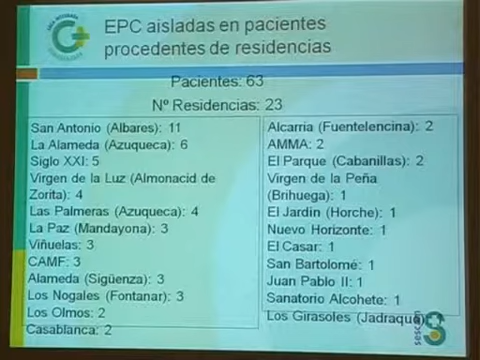 EPC aisladas en pacientes
procedentes de residencias
Pacientes: 63
Nº Residencias: 23
San Antonio (Albares): 11
La Alameda (Azuqueca): 6
Siglo XXI: 5
Virgen de la Luz (Almonacid de
Zorita): 4
Las Palmeras (Azuqueca): 4
La Paz (Mandayona): 3
Viñuelas: 3
CAMF: 3
Alameda (Sigüenza): 3
Los Nogales (Fontanar): 3
Los Olmos: 2
Casablanca: 2
Alcarria (Fuentelencina): 2
AMMA: 2
El Parque (Cabanillas): 2
Virgen de la Peña
(Brihuega): 1
El Jardin (Horche): 1
Nuevo Horizonte: 1
El Casar: 1
San Bartolomé: 1
Juan Pablo II: 1
Sanatorio Alcohete: 1
Los Girasoles (Jadraque)
sescam